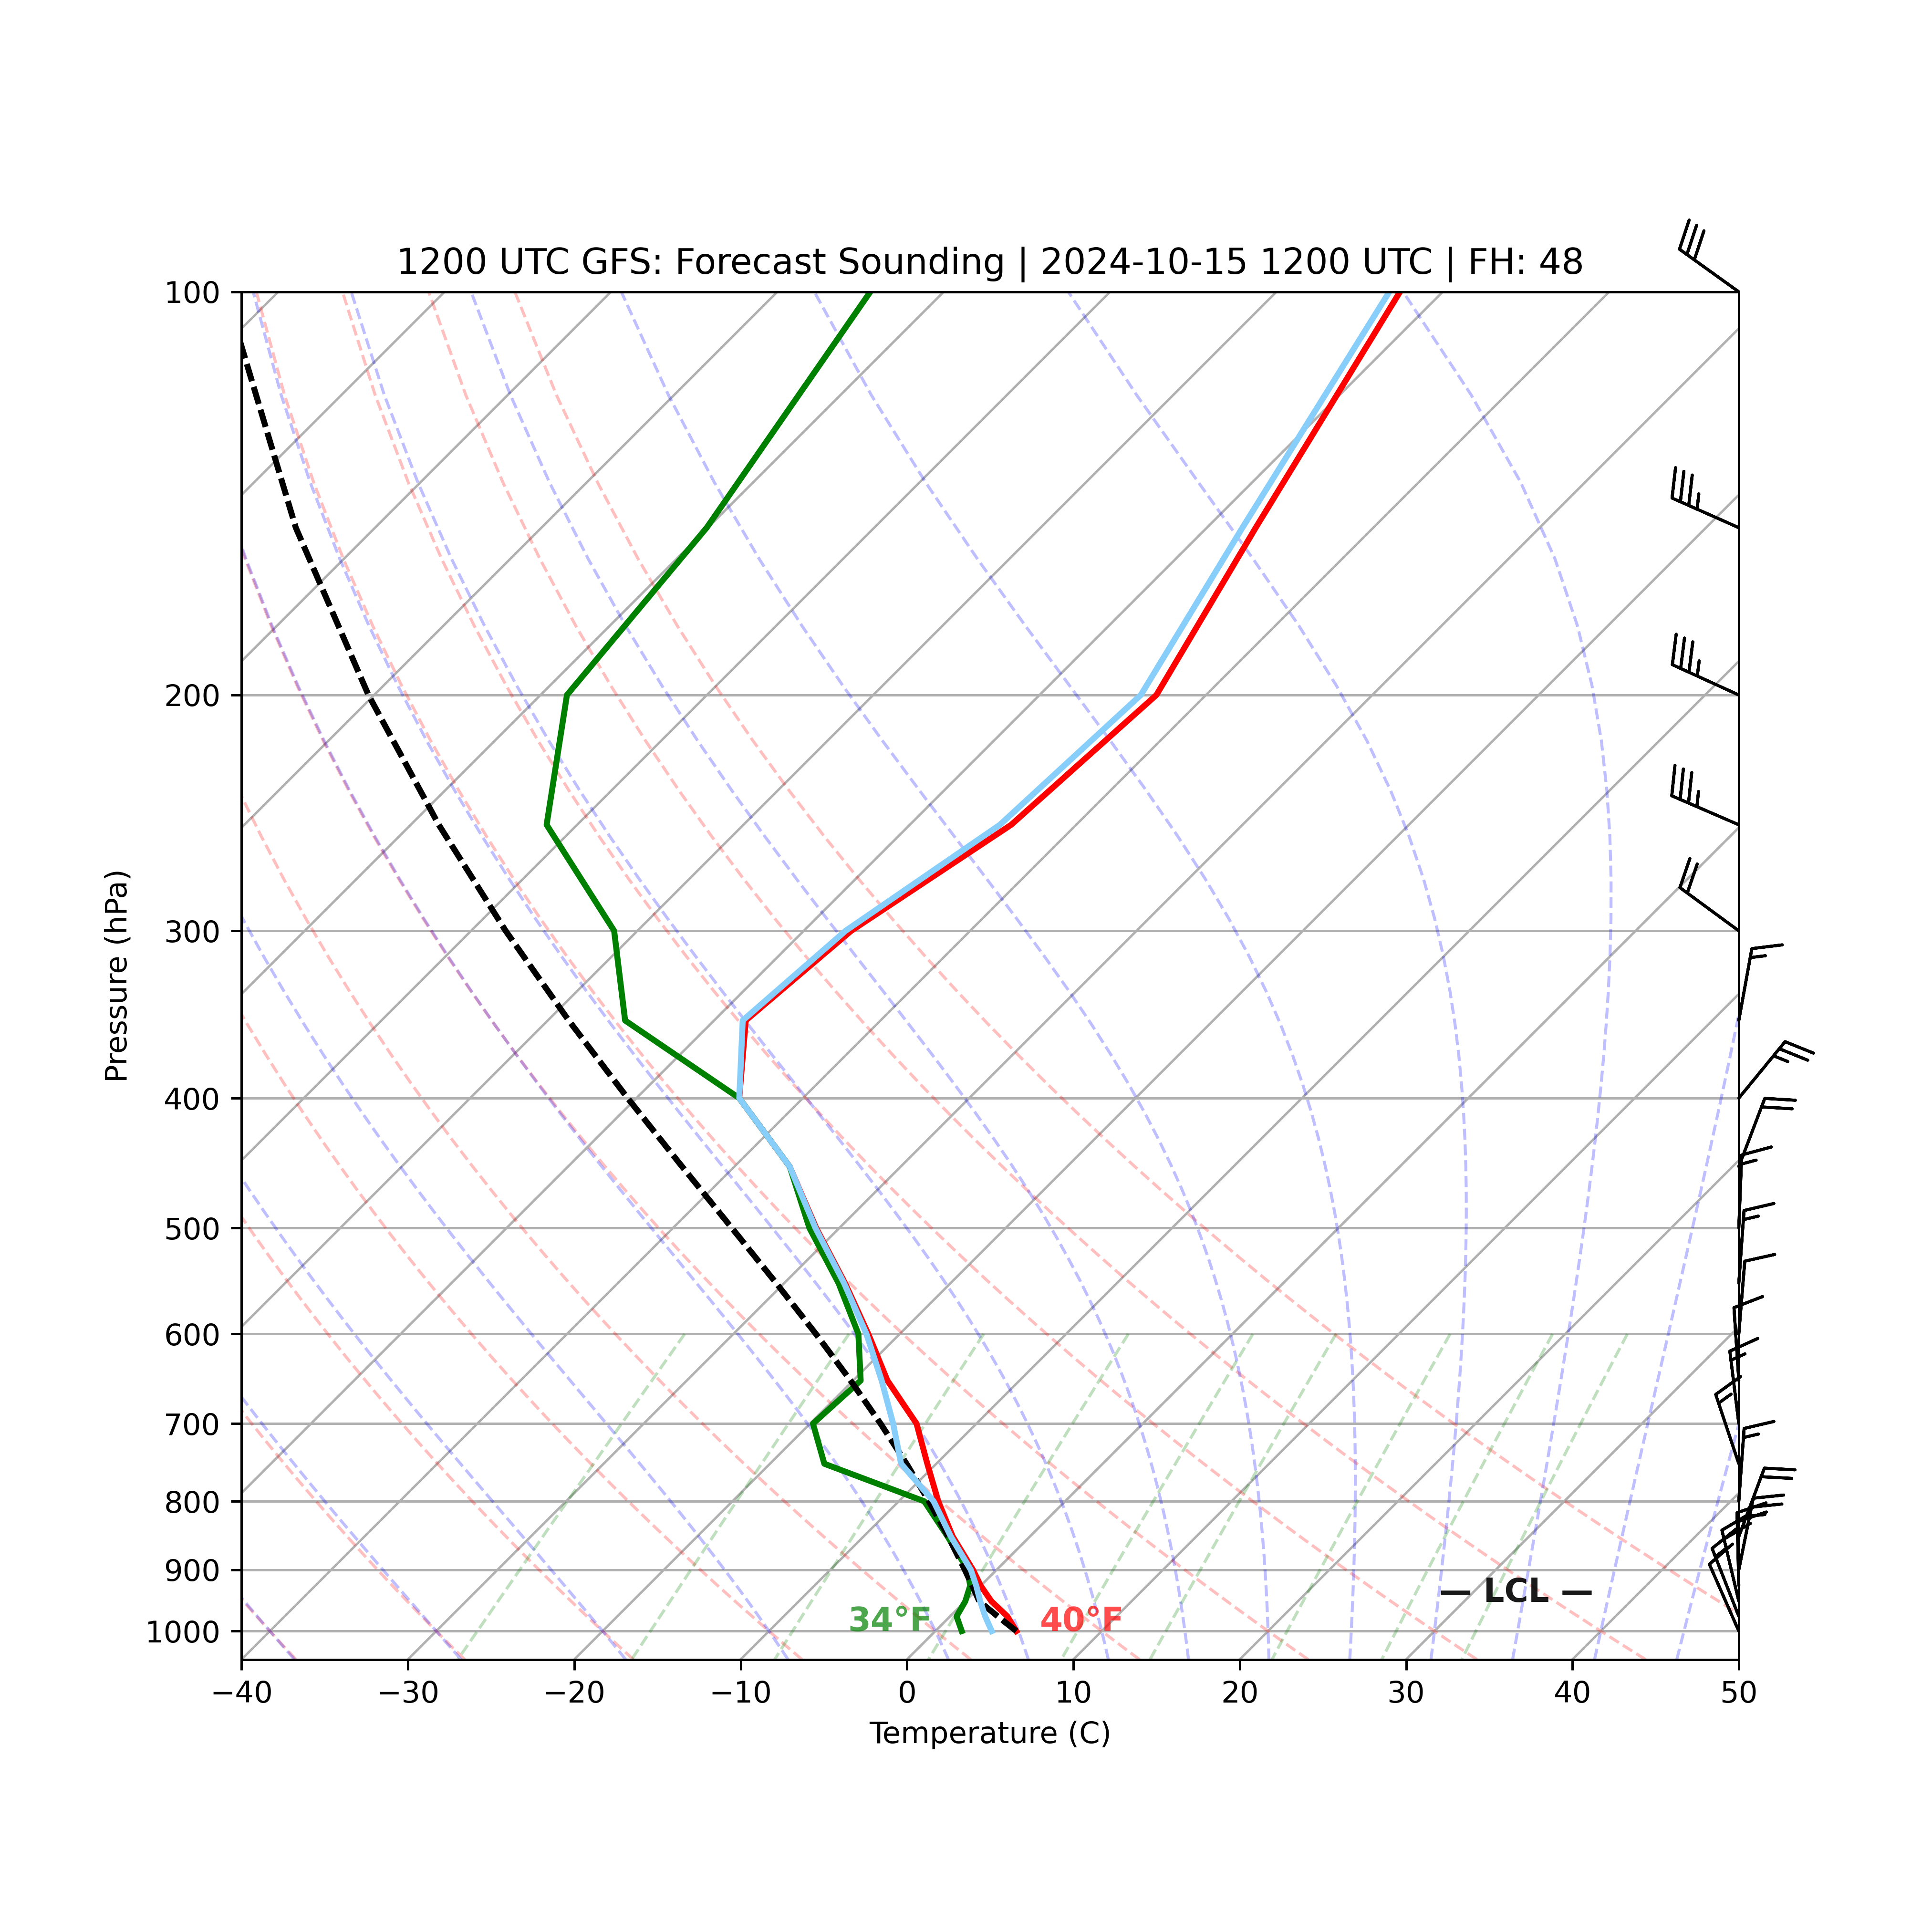 1200 UTC GFS: Forecast Sounding | 2024-10-15 1200 UTC | FH: 48
100
200
300
400
500
600
700
800
900
1000
Pressure (hPa)
— LCL —
34°F 40°F
−40 −30 −20 −10 0 10 20 30 40 50
Temperature (C)